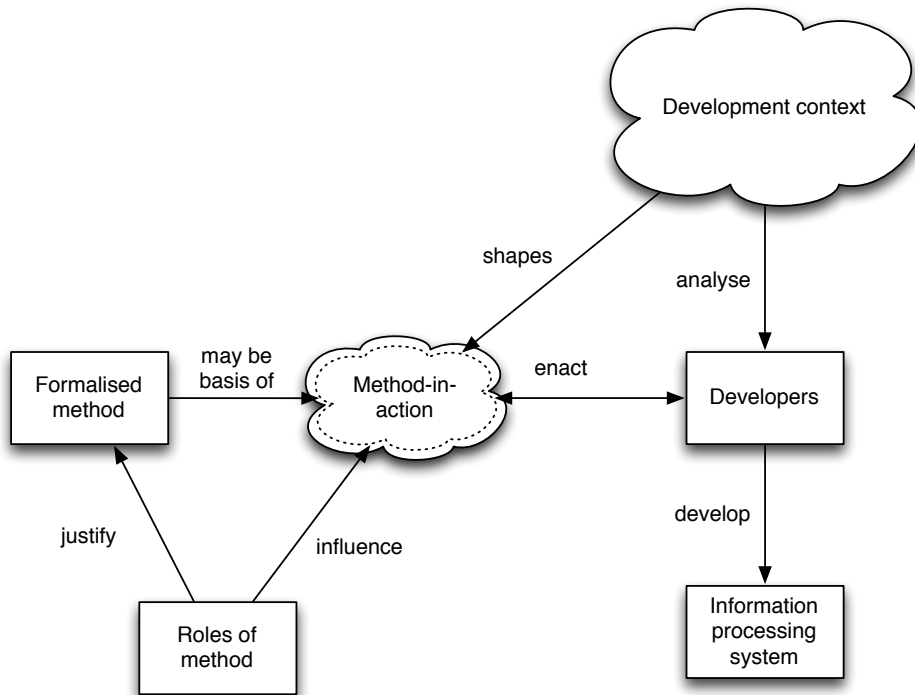 Development context
shapes
analyse
may be
basis of
enact
Formalised
method
Method-in-
action
Developers
justify
influence
develop
Roles of
method
Information
processing
system